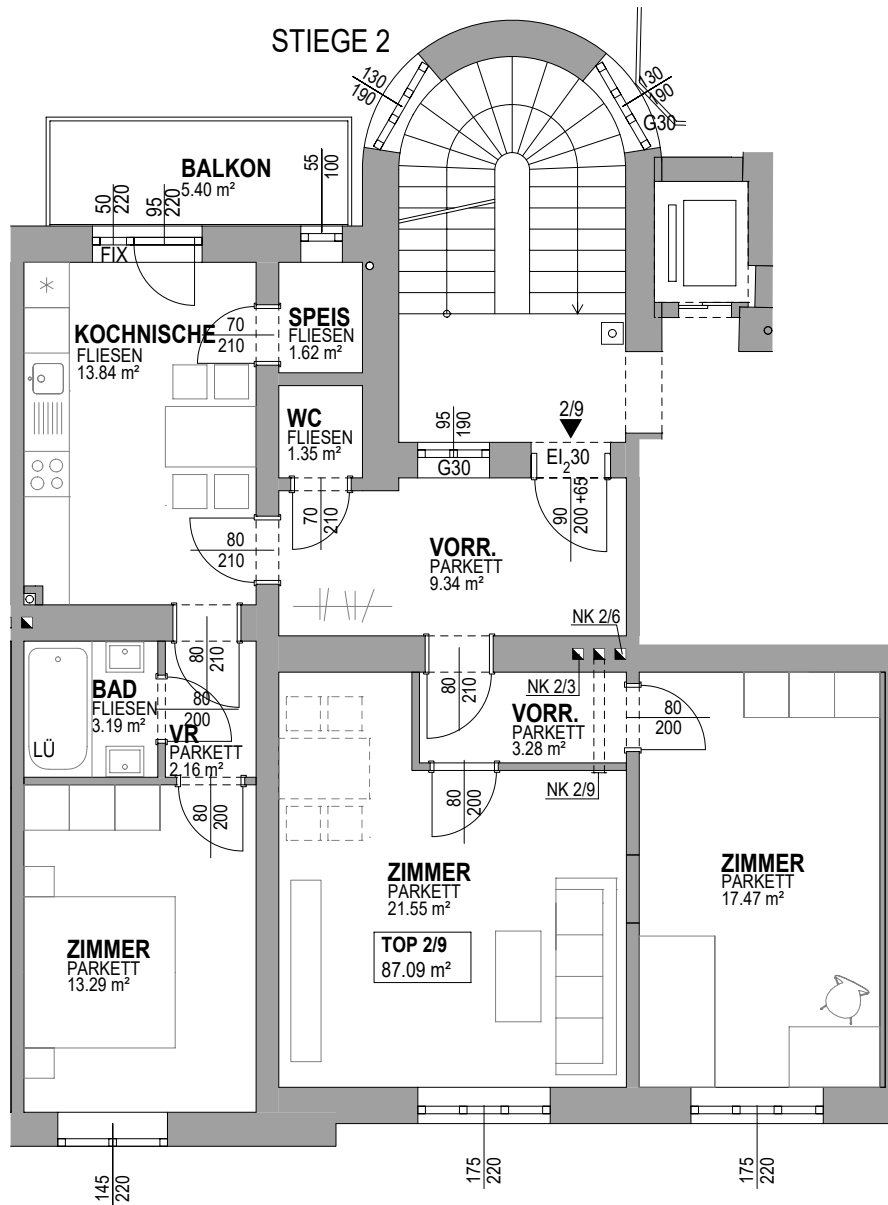 STIEGE 2
130
190
130
190
G30
BALKON
5.40 m²
55
100
50
220
95
220
FIX
KOCHNISCHE
FLIESEN
13.84 m²
70
210
SPEIS
FLIESEN
1.62 m²
WC
FLIESEN
1.35 m²
95
190
G30
2/9
EI₂30
70
210
90
200 +65
80
210
VORR.
PARKETT
9.34 m²
NK 2/6
80
210
80
210
NK 2/3
BAD
FLIESEN
3.19 m²
LÜ
80
200
VR
PARKETT
2.16 m²
VORR.
PARKETT
3.28 m²
80
200
NK 2/9
80
200
80
200
ZIMMER
PARKETT
21.55 m²
ZIMMER
PARKETT
17.47 m²
TOP 2/9
87.09 m²
ZIMMER
PARKETT
13.29 m²
145
220
175
220
175
220